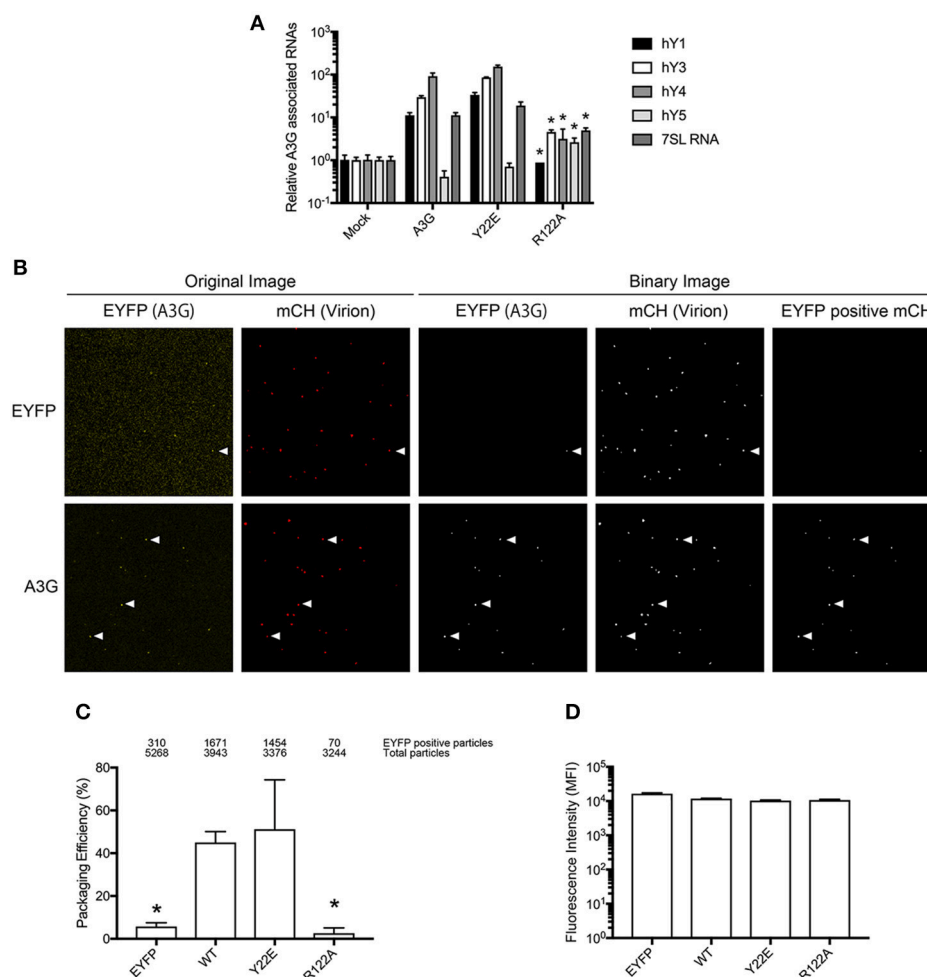 A
Relative A3G associated RNAs
10³
10²
10¹
10⁰
10⁻¹
Mock
A3G
Y22E
R122A
*
*
*
*
*
hY1
hY3
hY4
hY5
7SL RNA
B
Original Image
Binary Image
EYFP (A3G)
mCH (Virion)
EYFP (A3G)
mCH (Virion)
EYFP positive mCH
EYFP
A3G
C
310 1671 1454 70 EYFP positive particles
5268 3943 3376 3244 Total particles
Packaging Efficiency (%)
80
60
40
20
0
*
*
EYFP
WT
Y22E
R122A
D
Fluorescence Intensity (MFI)
10⁵
10⁴
10³
10²
10¹
10⁰
EYFP
WT
Y22E
R122A